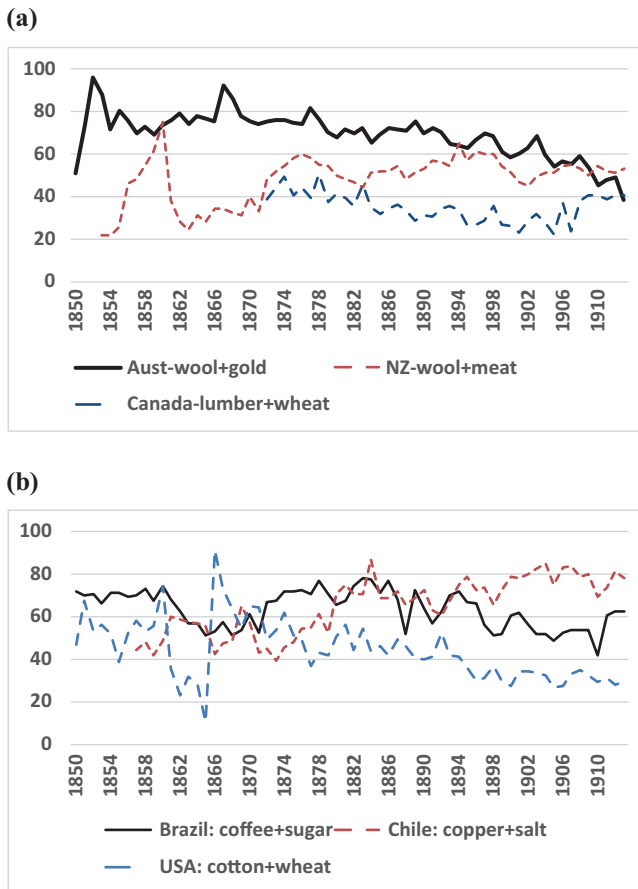 (a)
100
80
60
40
20
0
1850 1854 1858 1862 1866 1870 1874 1878 1882 1886 1890 1894 1898 1902 1906 1910
Aust-wool+gold NZ-wool+meat
Canada-lumber+wheat
(b)
100
80
60
40
20
0
1850 1854 1858 1862 1866 1870 1874 1878 1882 1886 1890 1894 1898 1902 1906 1910
Brazil: coffee+sugar Chile: copper+salt
USA: cotton+wheat